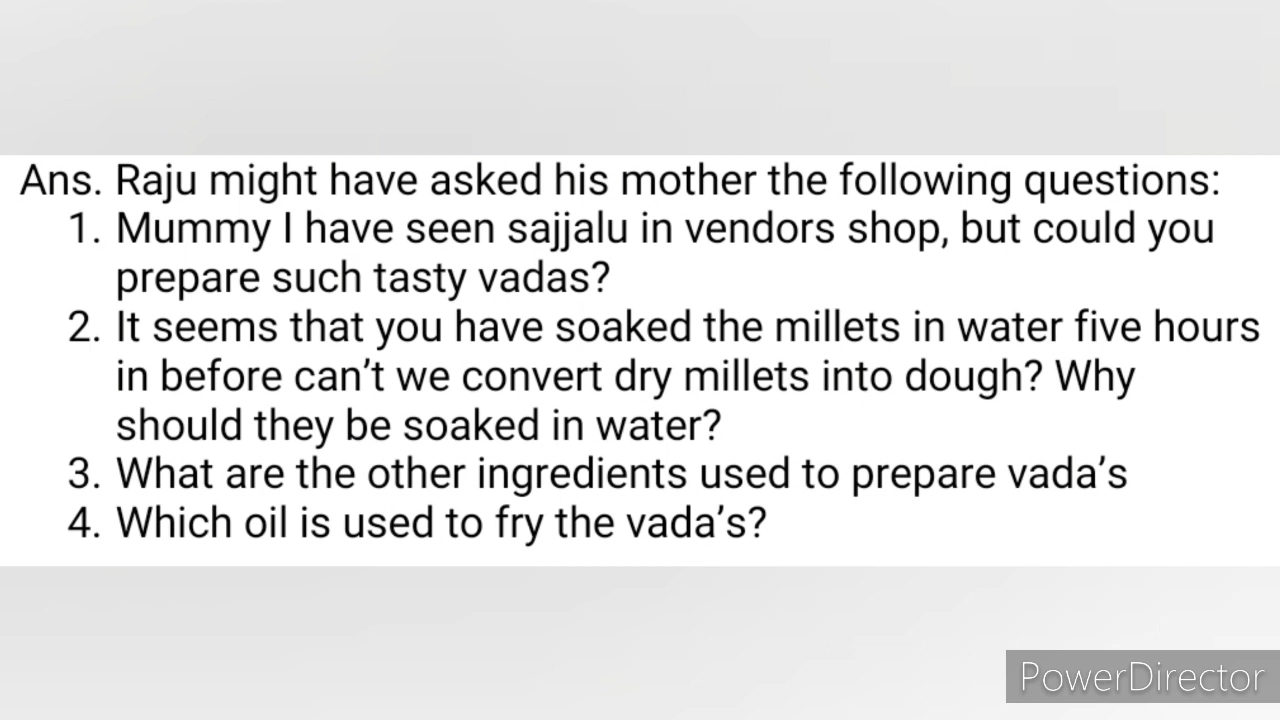 Ans. Raju might have asked his mother the following questions:
1. Mummy I have seen sajjalu in vendors shop, but could you
prepare such tasty vadas?
2. It seems that you have soaked the millets in water five hours
in before can’t we convert dry millets into dough? Why
should they be soaked in water?
3. What are the other ingredients used to prepare vada’s
4. Which oil is used to fry the vada’s?
PowerDirector